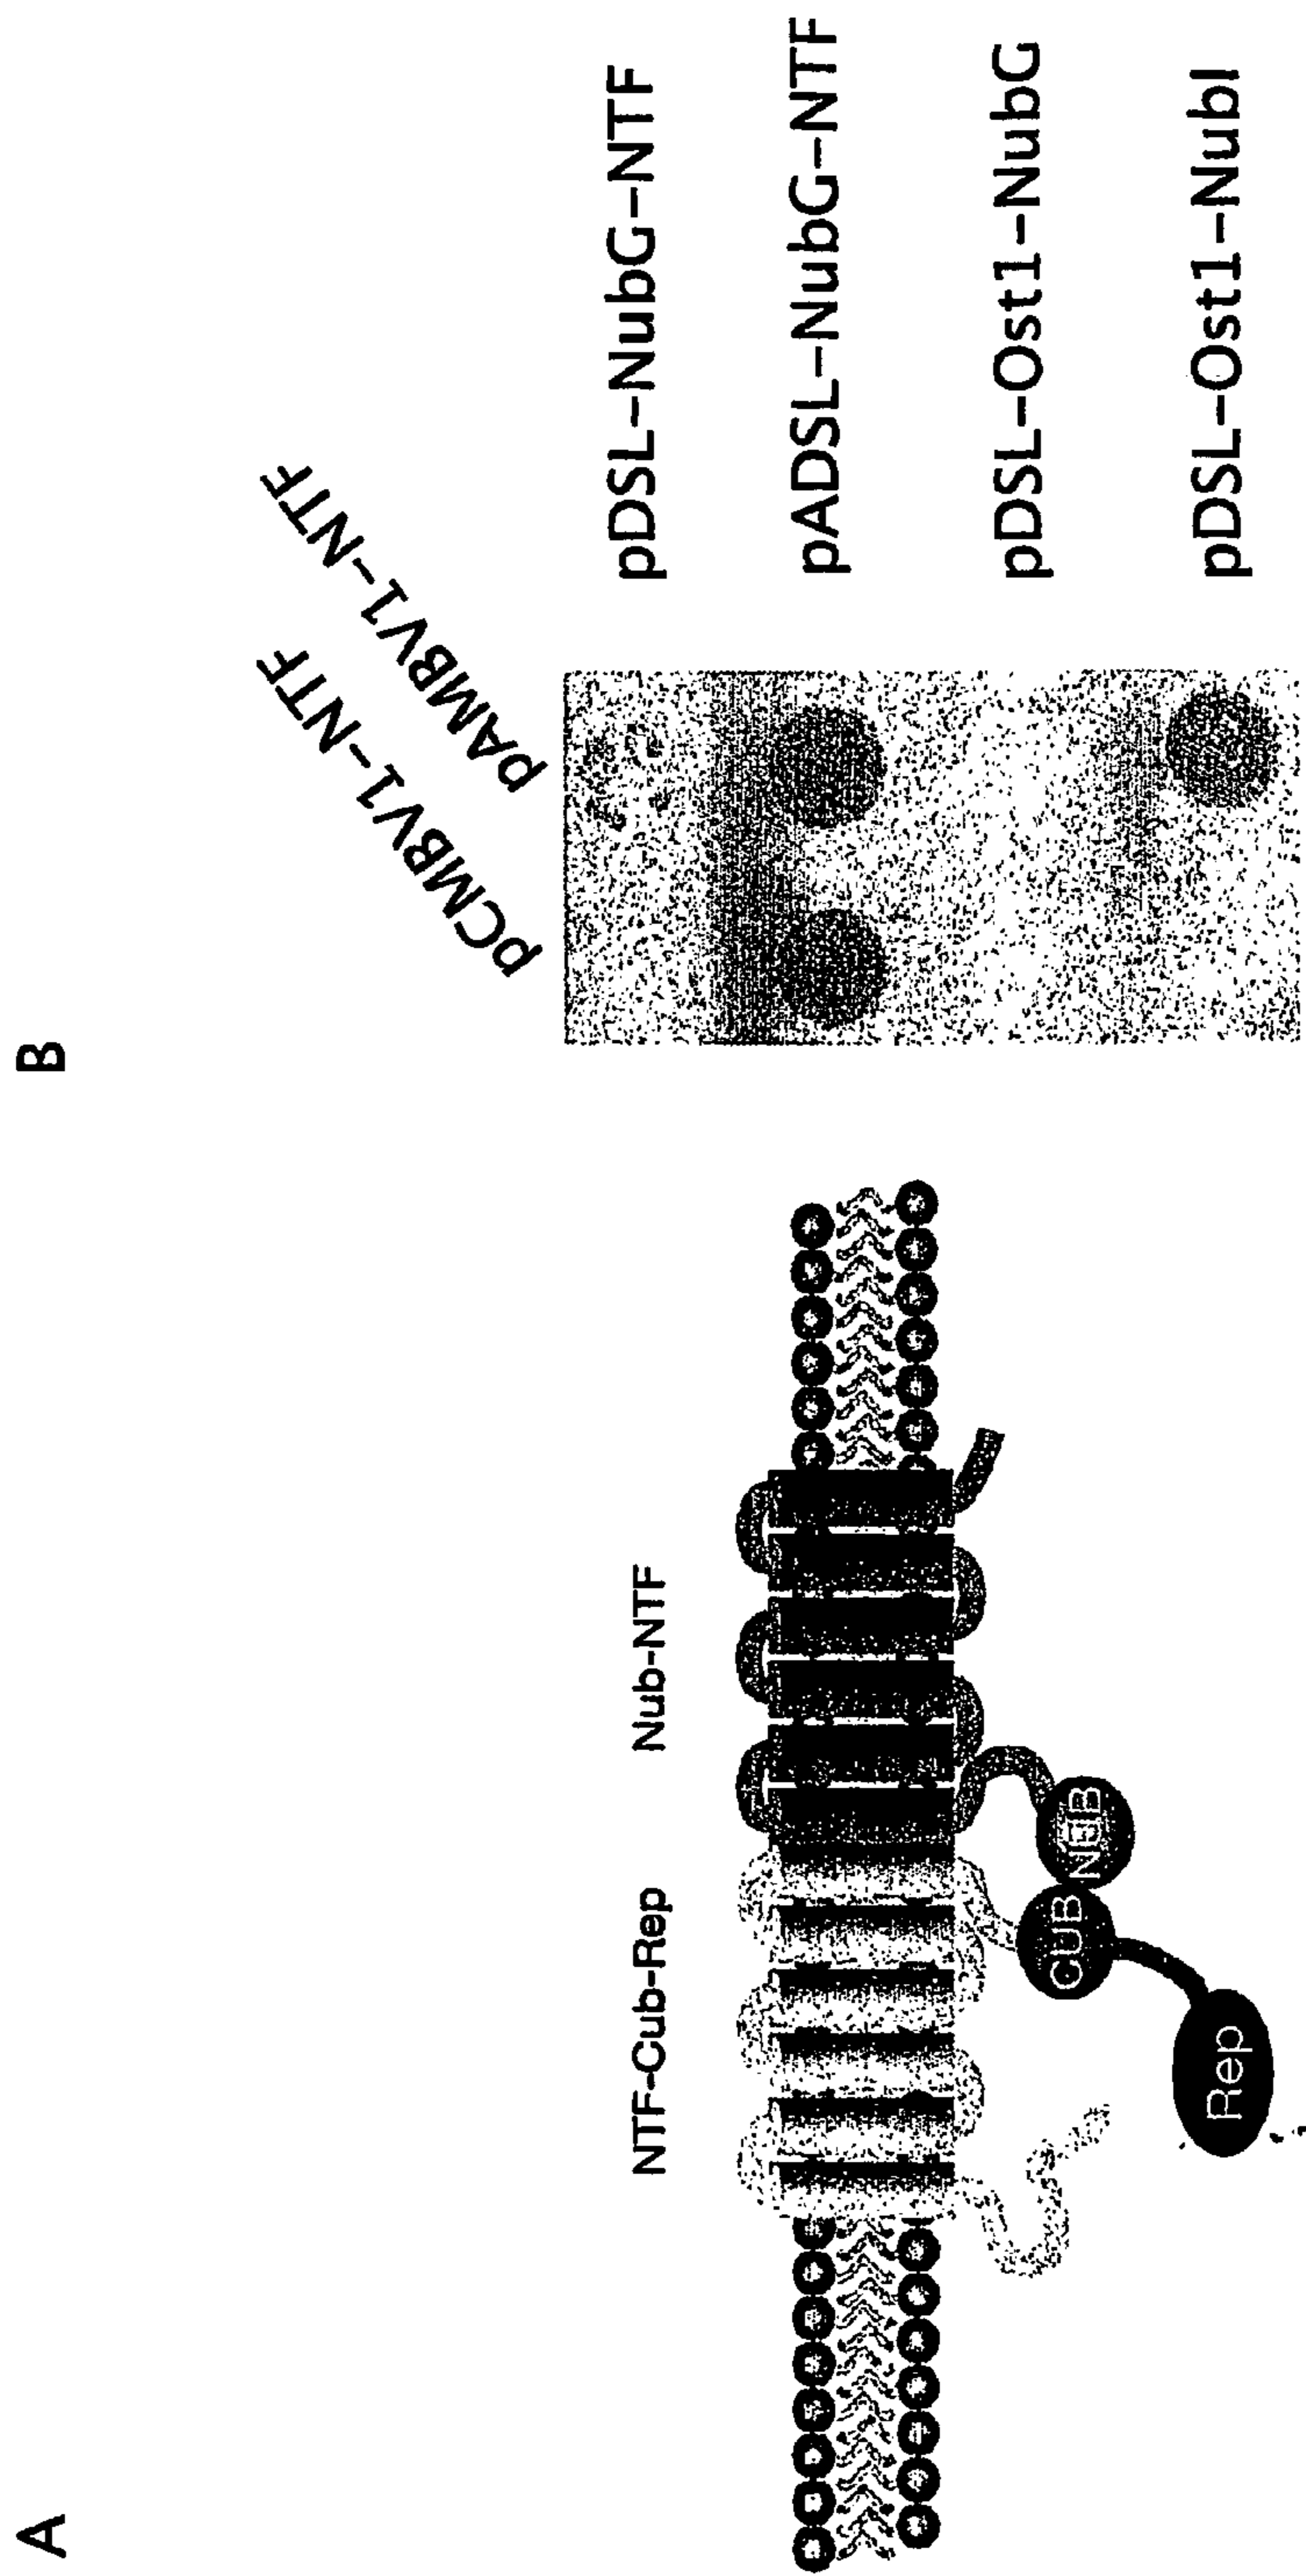 A
NTF-Cub-Rep
Nub-NTF
CUB
NUB
Rep
B
pCMBV1-NTF
pAMBV1-NTF
pDSL-NubG-NTF
pADSL-NubG-NTF
pDSL-Ost1-NubG
pDSL-Ost1-NubI